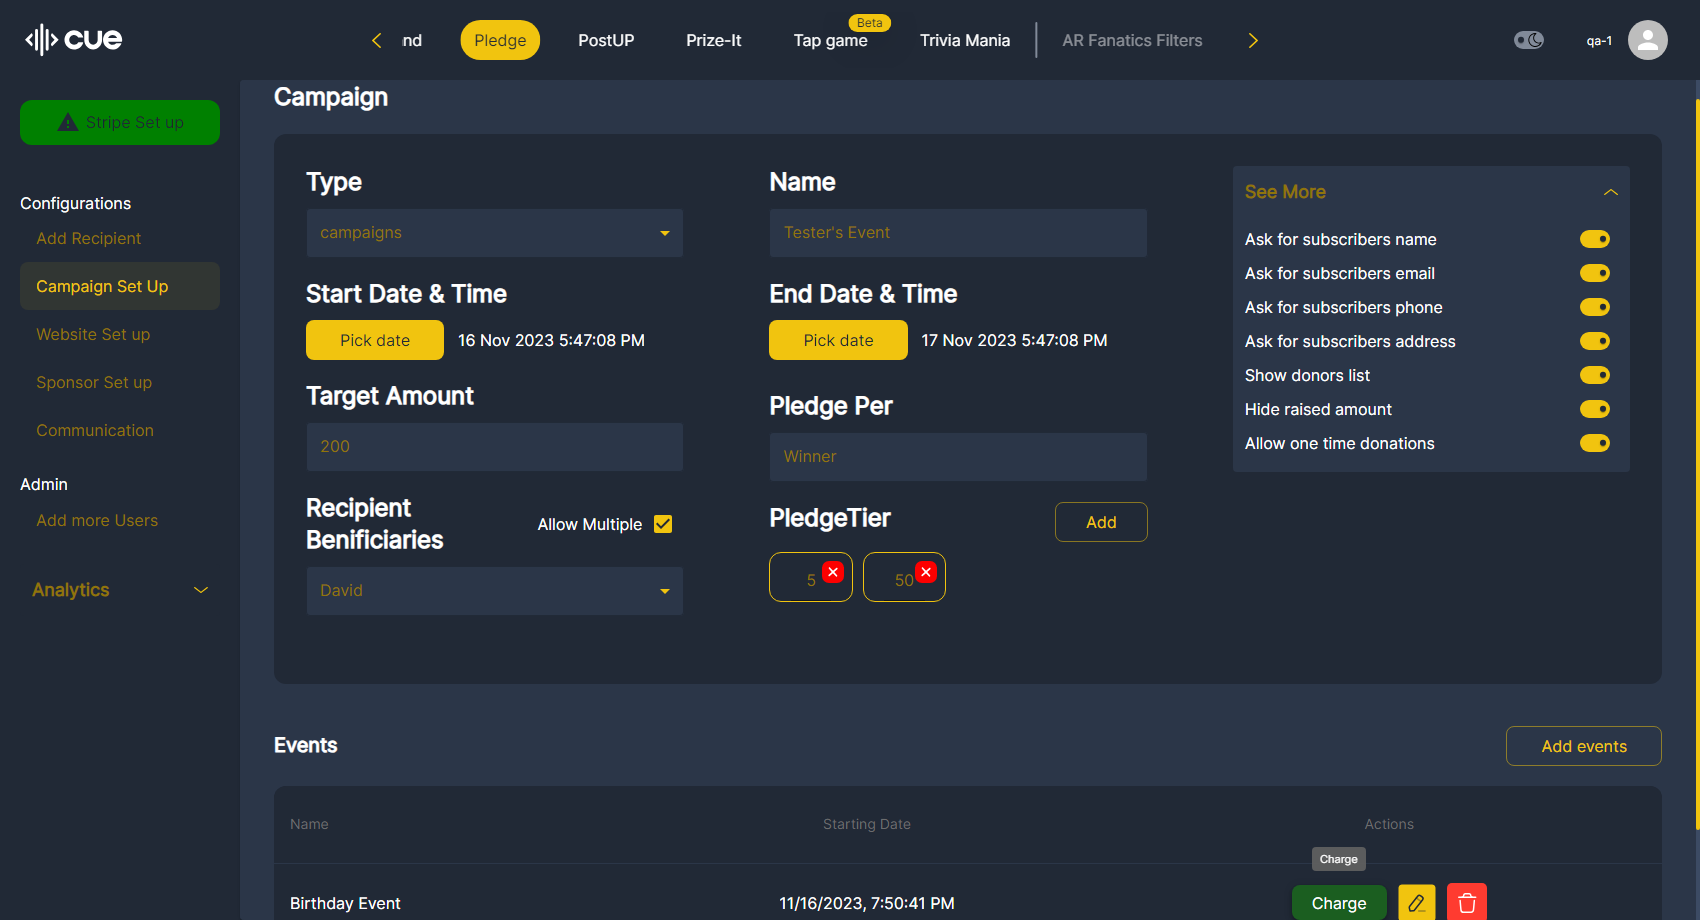 cue
nd
Pledge
PostUP
Prize-It
Beta
Tap game
Trivia Mania
AR Fanatics Filters
qa-1
Stripe Set up
Configurations
Add Recipient
Campaign Set Up
Website Set up
Sponsor Set up
Communication
Admin
Add more Users
Analytics
Campaign
Type
campaigns
Name
Tester's Event
Start Date & Time
Pick date 16 Nov 2023 5:47:08 PM
End Date & Time
Pick date 17 Nov 2023 5:47:08 PM
Target Amount
200
Pledge Per
Winner
Recipient
Benificiaries
Allow Multiple
David
PledgeTier
Add
5
50
See More
Ask for subscribers name
Ask for subscribers email
Ask for subscribers phone
Ask for subscribers address
Show donors list
Hide raised amount
Allow one time donations
Events
Add events
Name
Starting Date
Actions
Charge
Birthday Event
11/16/2023, 7:50:41 PM
Charge